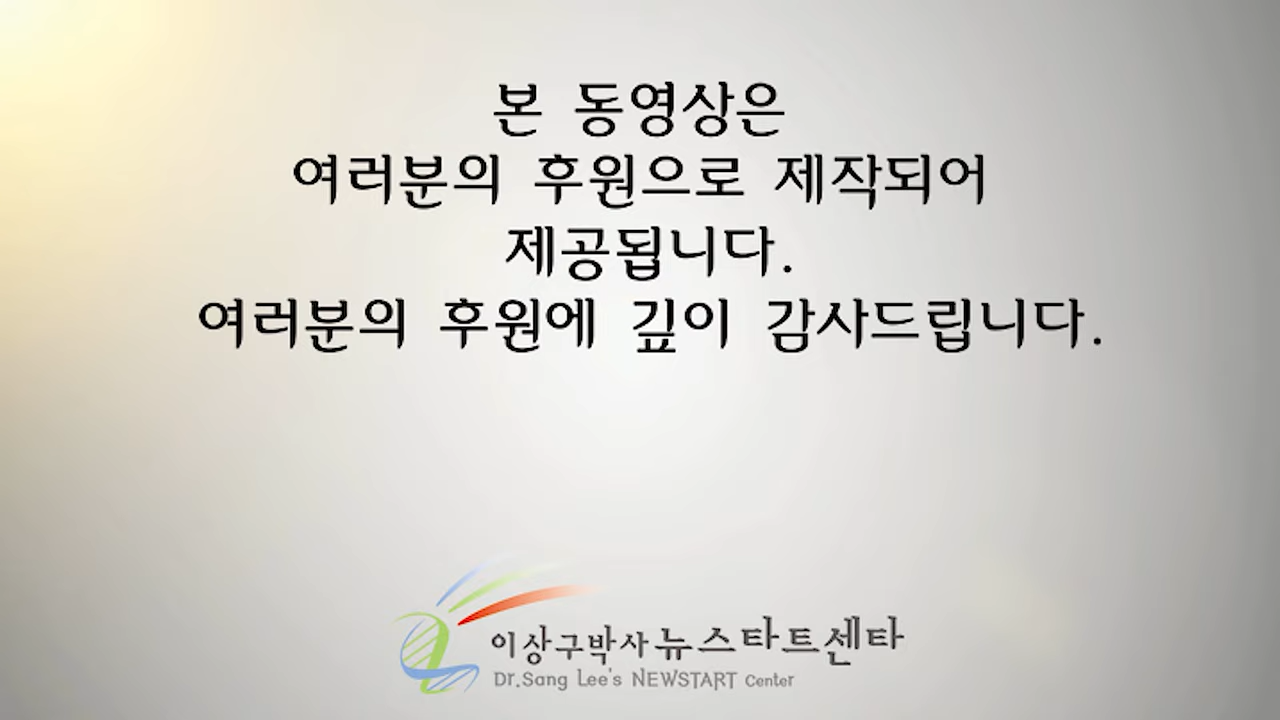 본 동영상은
여러분의 후원으로 제작되어
제공됩니다.
여러분의 후원에 깊이 감사드립니다.
이상구박사뉴스타트센타
Dr.Sang Lee's NEWSTART Center